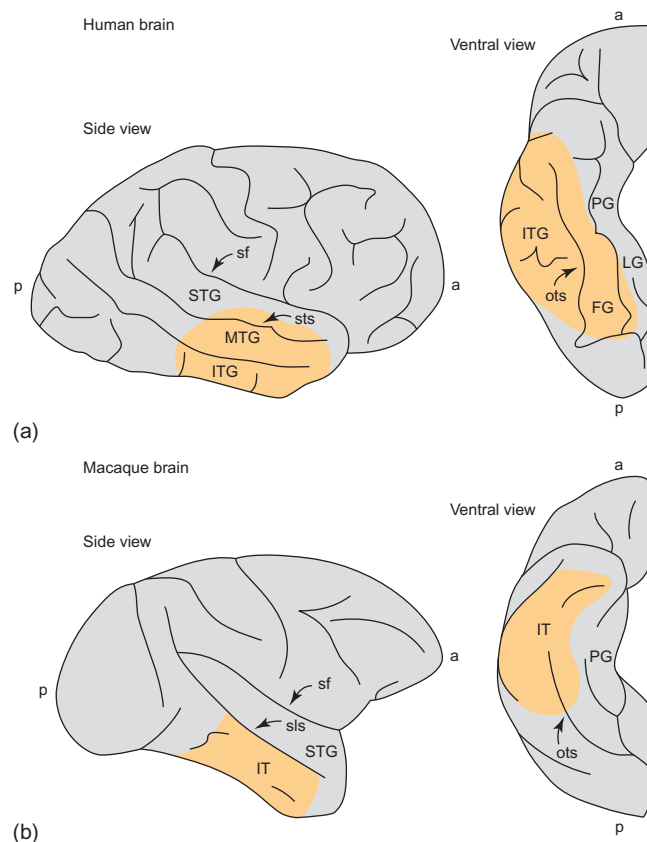 Human brain
Side view
sf
p
STG
a
sts
MTG
ITG
Ventral view
a
PG
ITG
LG
ots
FG
p
(a)
Macaque brain
Side view
p
a
sf
sls
STG
IT
Ventral view
a
IT
PG
ots
p
(b)